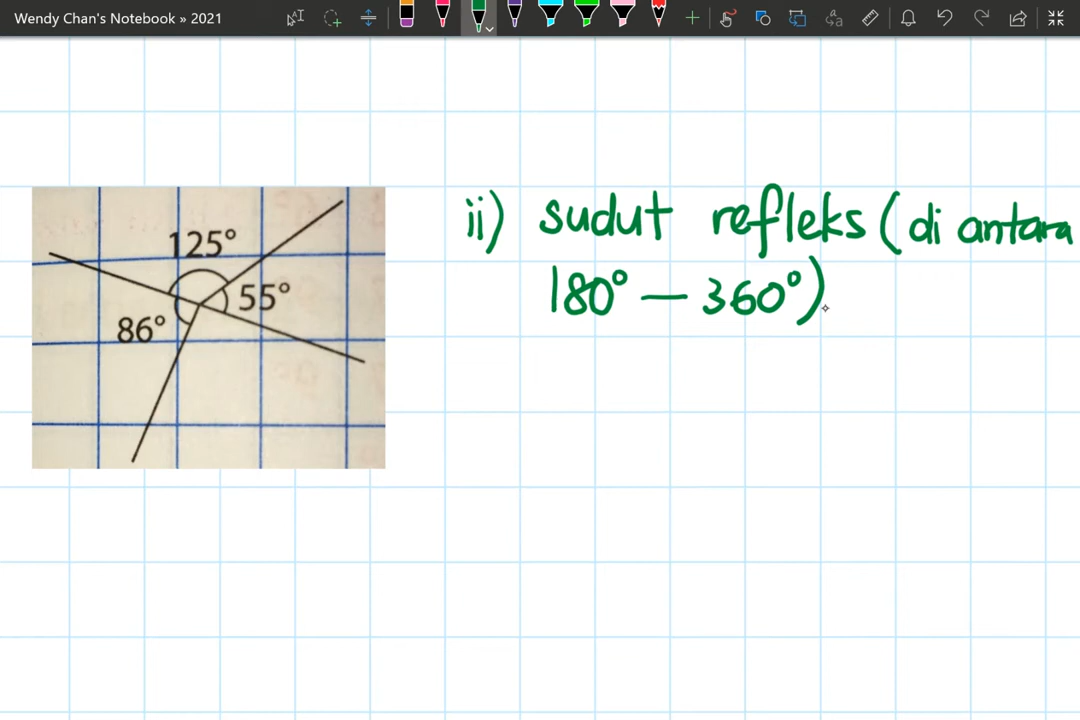 Wendy Chan's Notebook » 2021
125°
55°
86°
ii) sudut refleks (di antara
180° — 360°)